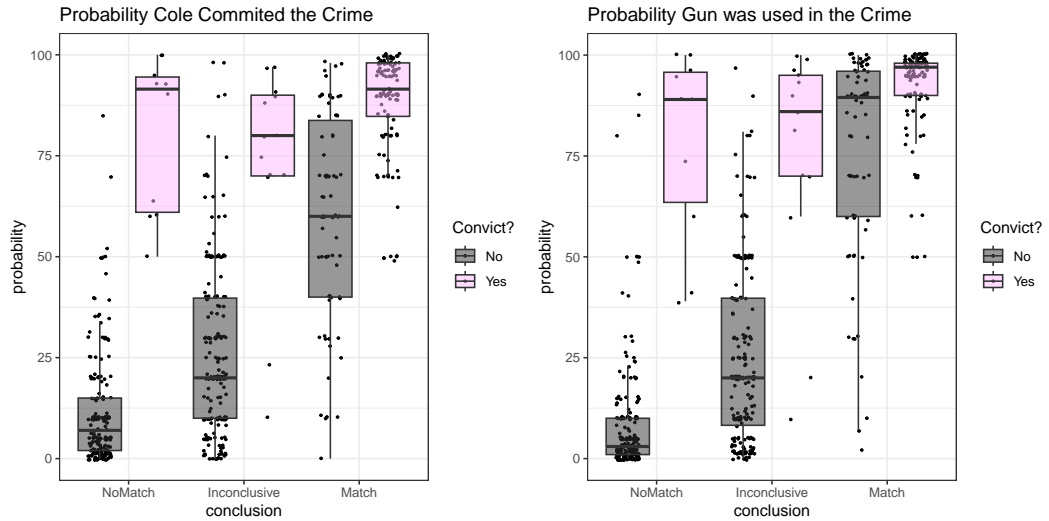 Probability Cole Commited the Crime
probability
100
75
50
25
0
NoMatch
Inconclusive
Match
conclusion
Convict?
No
Yes
Probability Gun was used in the Crime
probability
100
75
50
25
0
NoMatch
Inconclusive
Match
conclusion
Convict?
No
Yes